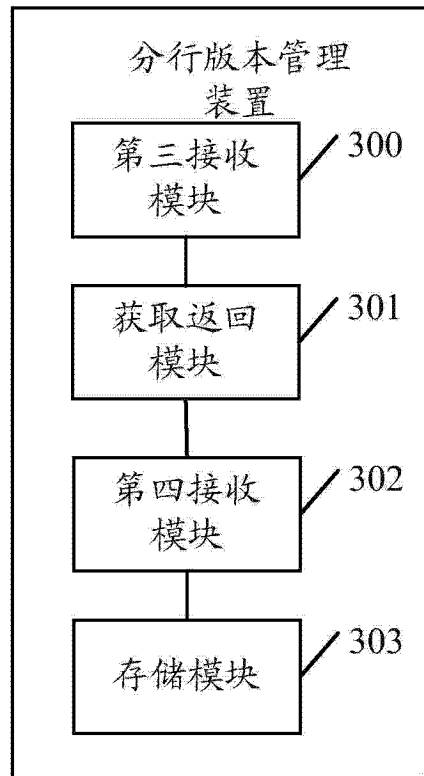 分行版本管理
装置
第三接收
模块
300
获取返回
模块
301
第四接收
模块
302
存储模块
303